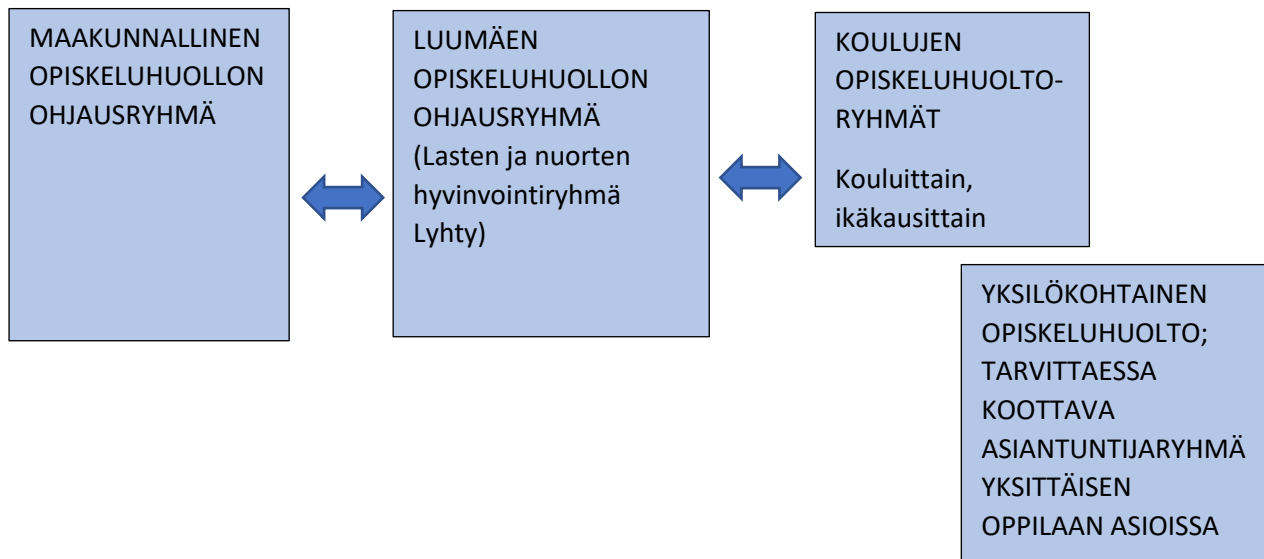 MAAKUNNALLINEN
OPISKELUHUOLLON
OHJAUSRYHMÄ
LUUMÄEN
OPISKELUHUOLLON
OHJAUSRYHMÄ
(Lasten ja nuorten
hyvinvointiryhmä
Lyhty)
KOULUJEN
OPISKELUHUOLTO-
RYHMÄT
Kouluittain,
ikäkausittain
YKSILÖKOHTAINEN
OPISKELUHUOLTO;
TARVITTAESSA
KOOTTAVA
ASIANTUNTIJARYHMÄ
YKSITTÄISEN
OPPILAAN ASIOISSA